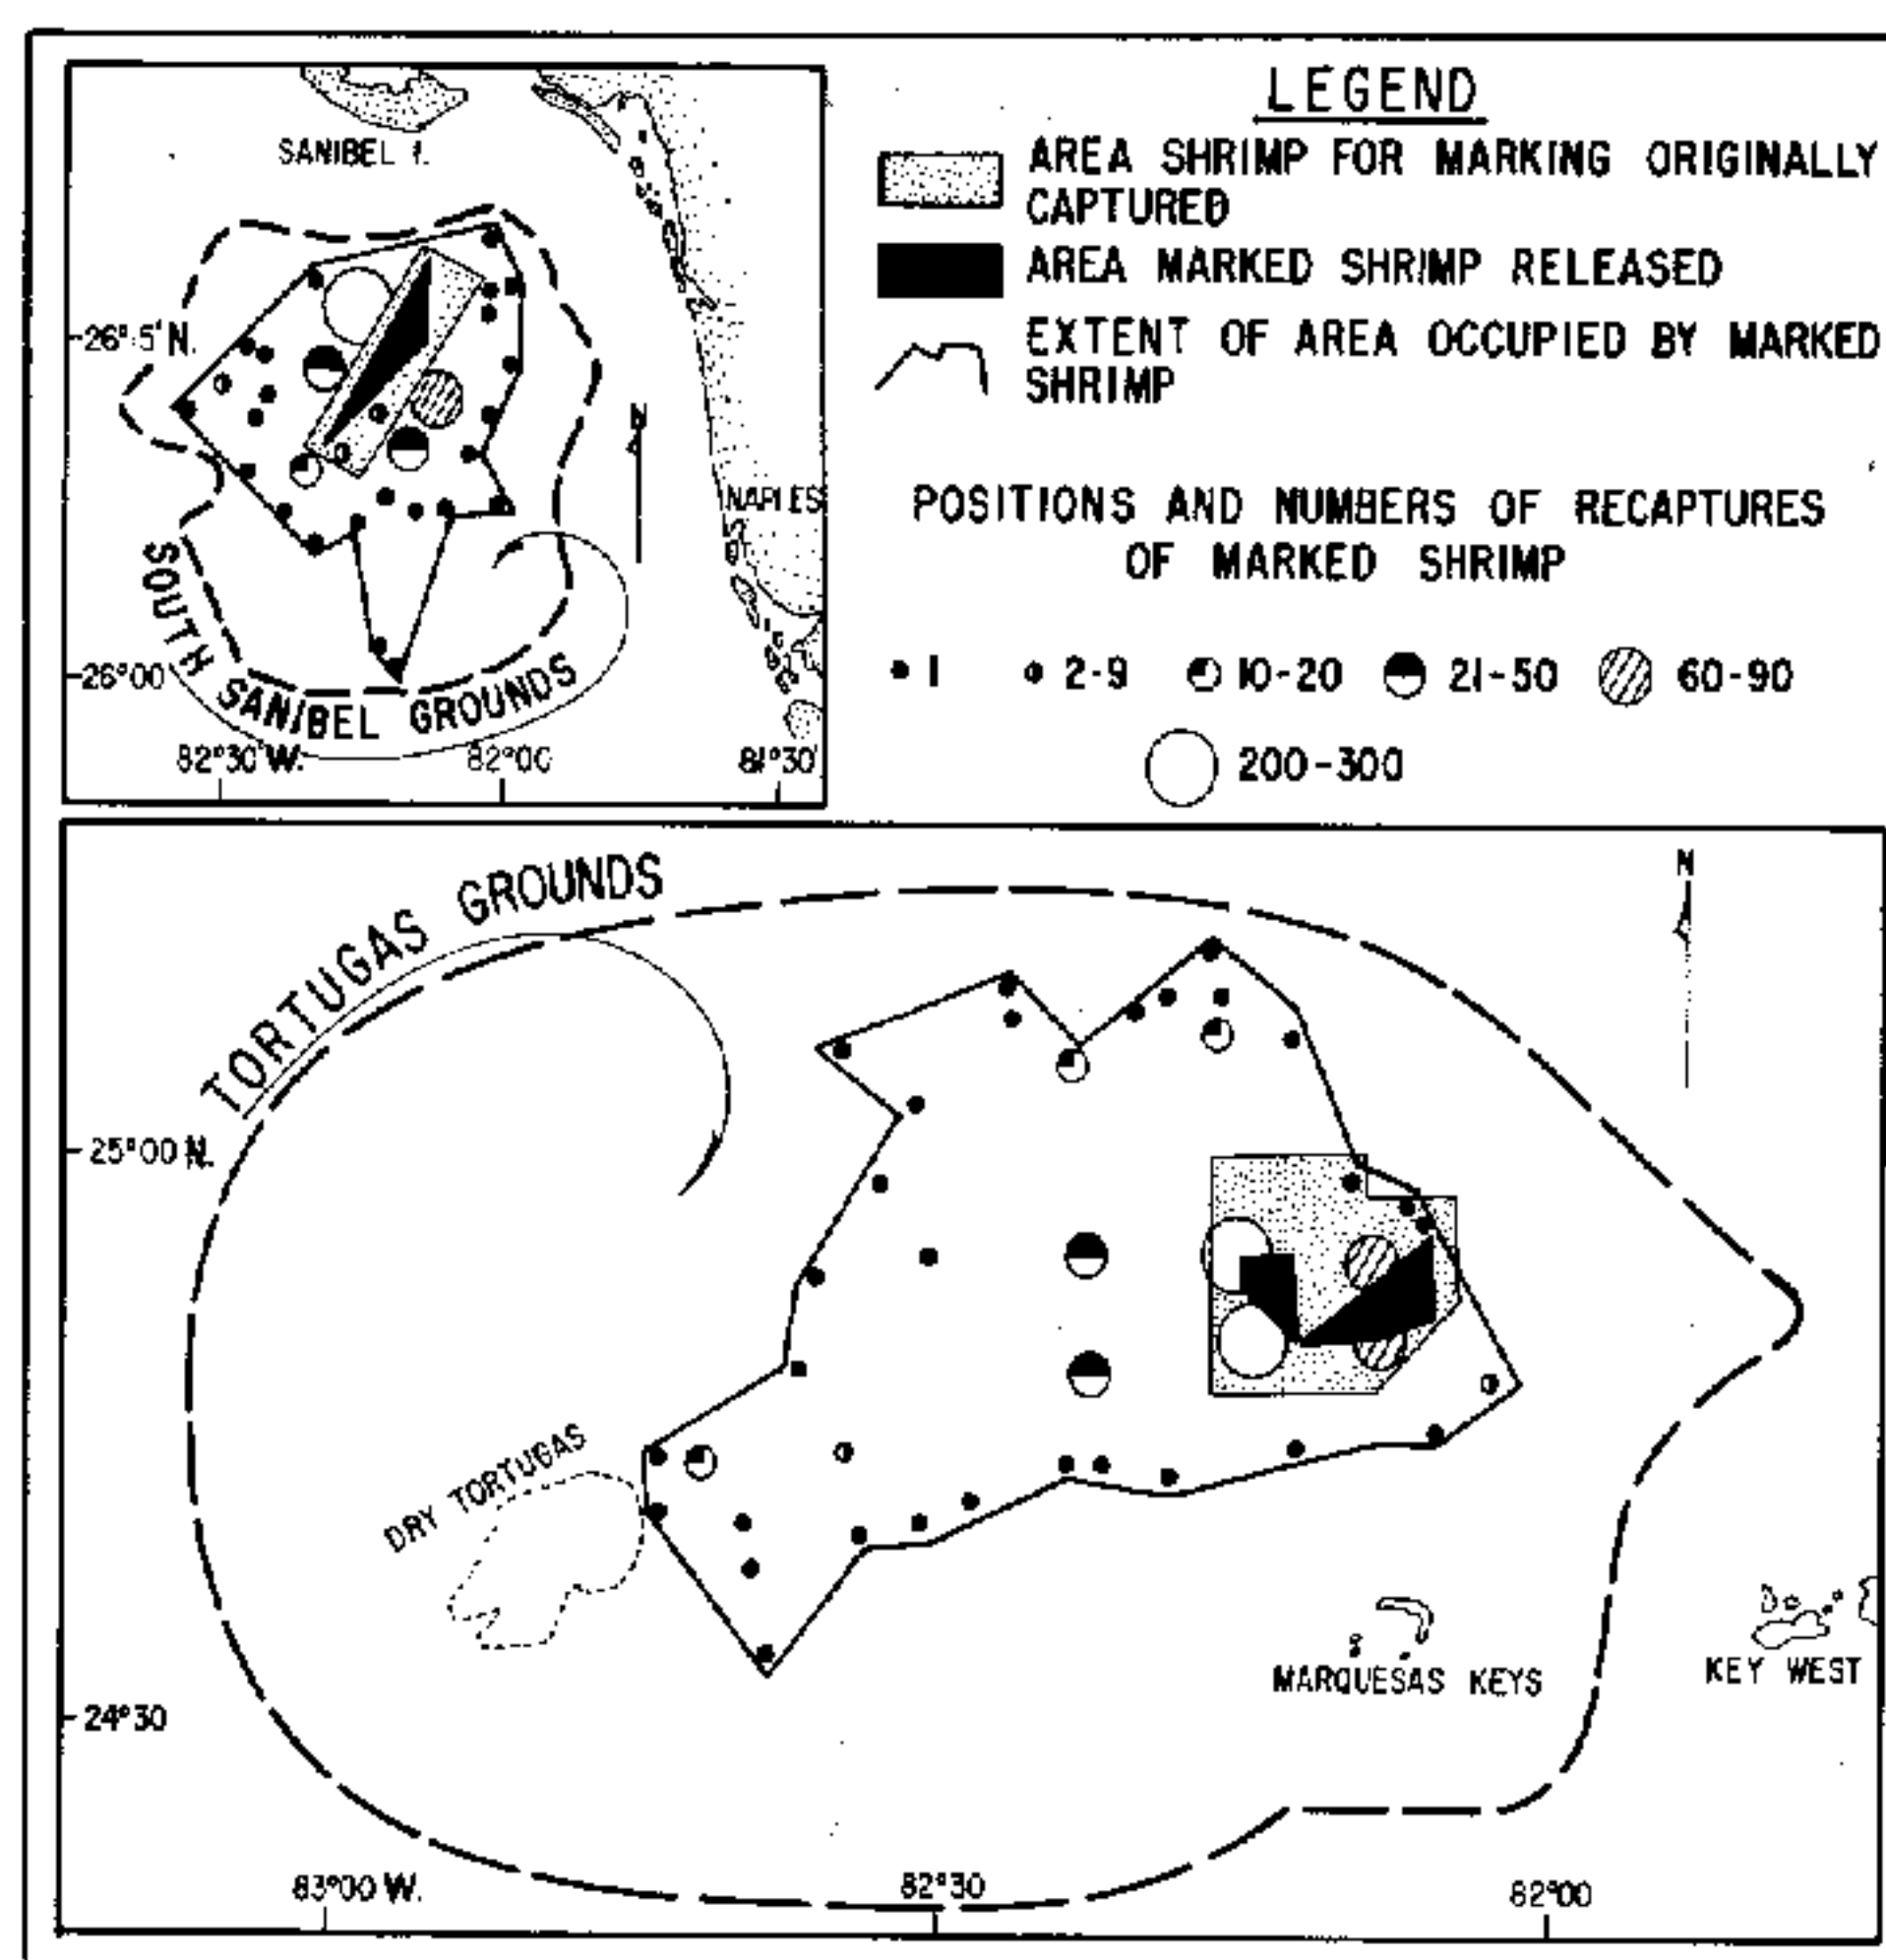 SANIBEL I.
26°15' N.
N
NAPLES
SOUTH SANIBEL GROUNDS
26°00
82°30' W.
82°00
81°30'
LEGEND
AREA SHRIMP FOR MARKING ORIGINALLY
CAPTURED
AREA MARKED SHRIMP RELEASED
EXTENT OF AREA OCCUPIED BY MARKED
SHRIMP
POSITIONS AND NUMBERS OF RECAPTURES
OF MARKED SHRIMP
1
2-9
10-20
21-50
60-90
200-300
TORTUGAS GROUNDS
N
25°00 N.
DRY TORTUGAS
MARQUESAS KEYS
KEY WEST
24°30
83°00 W.
82°30
82°00